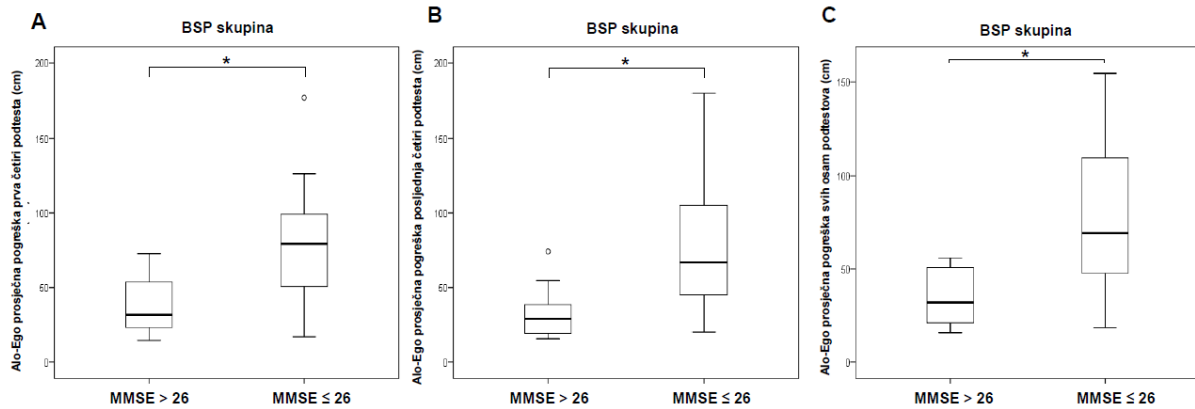 A
BSP skupina
*
Alo-Ego prosječna pogreška prva četiri podtesta (cm)
200
150
100
50
0
MMSE > 26
MMSE ≤ 26
B
BSP skupina
*
Alo-Ego prosječna pogreška posljednja četiri podtesta (cm)
200
150
100
50
0
MMSE > 26
MMSE ≤ 26
C
BSP skupina
*
Alo-Ego prosječna pogreška svih osam podtestova (cm)
150
100
50
0
MMSE > 26
MMSE ≤ 26